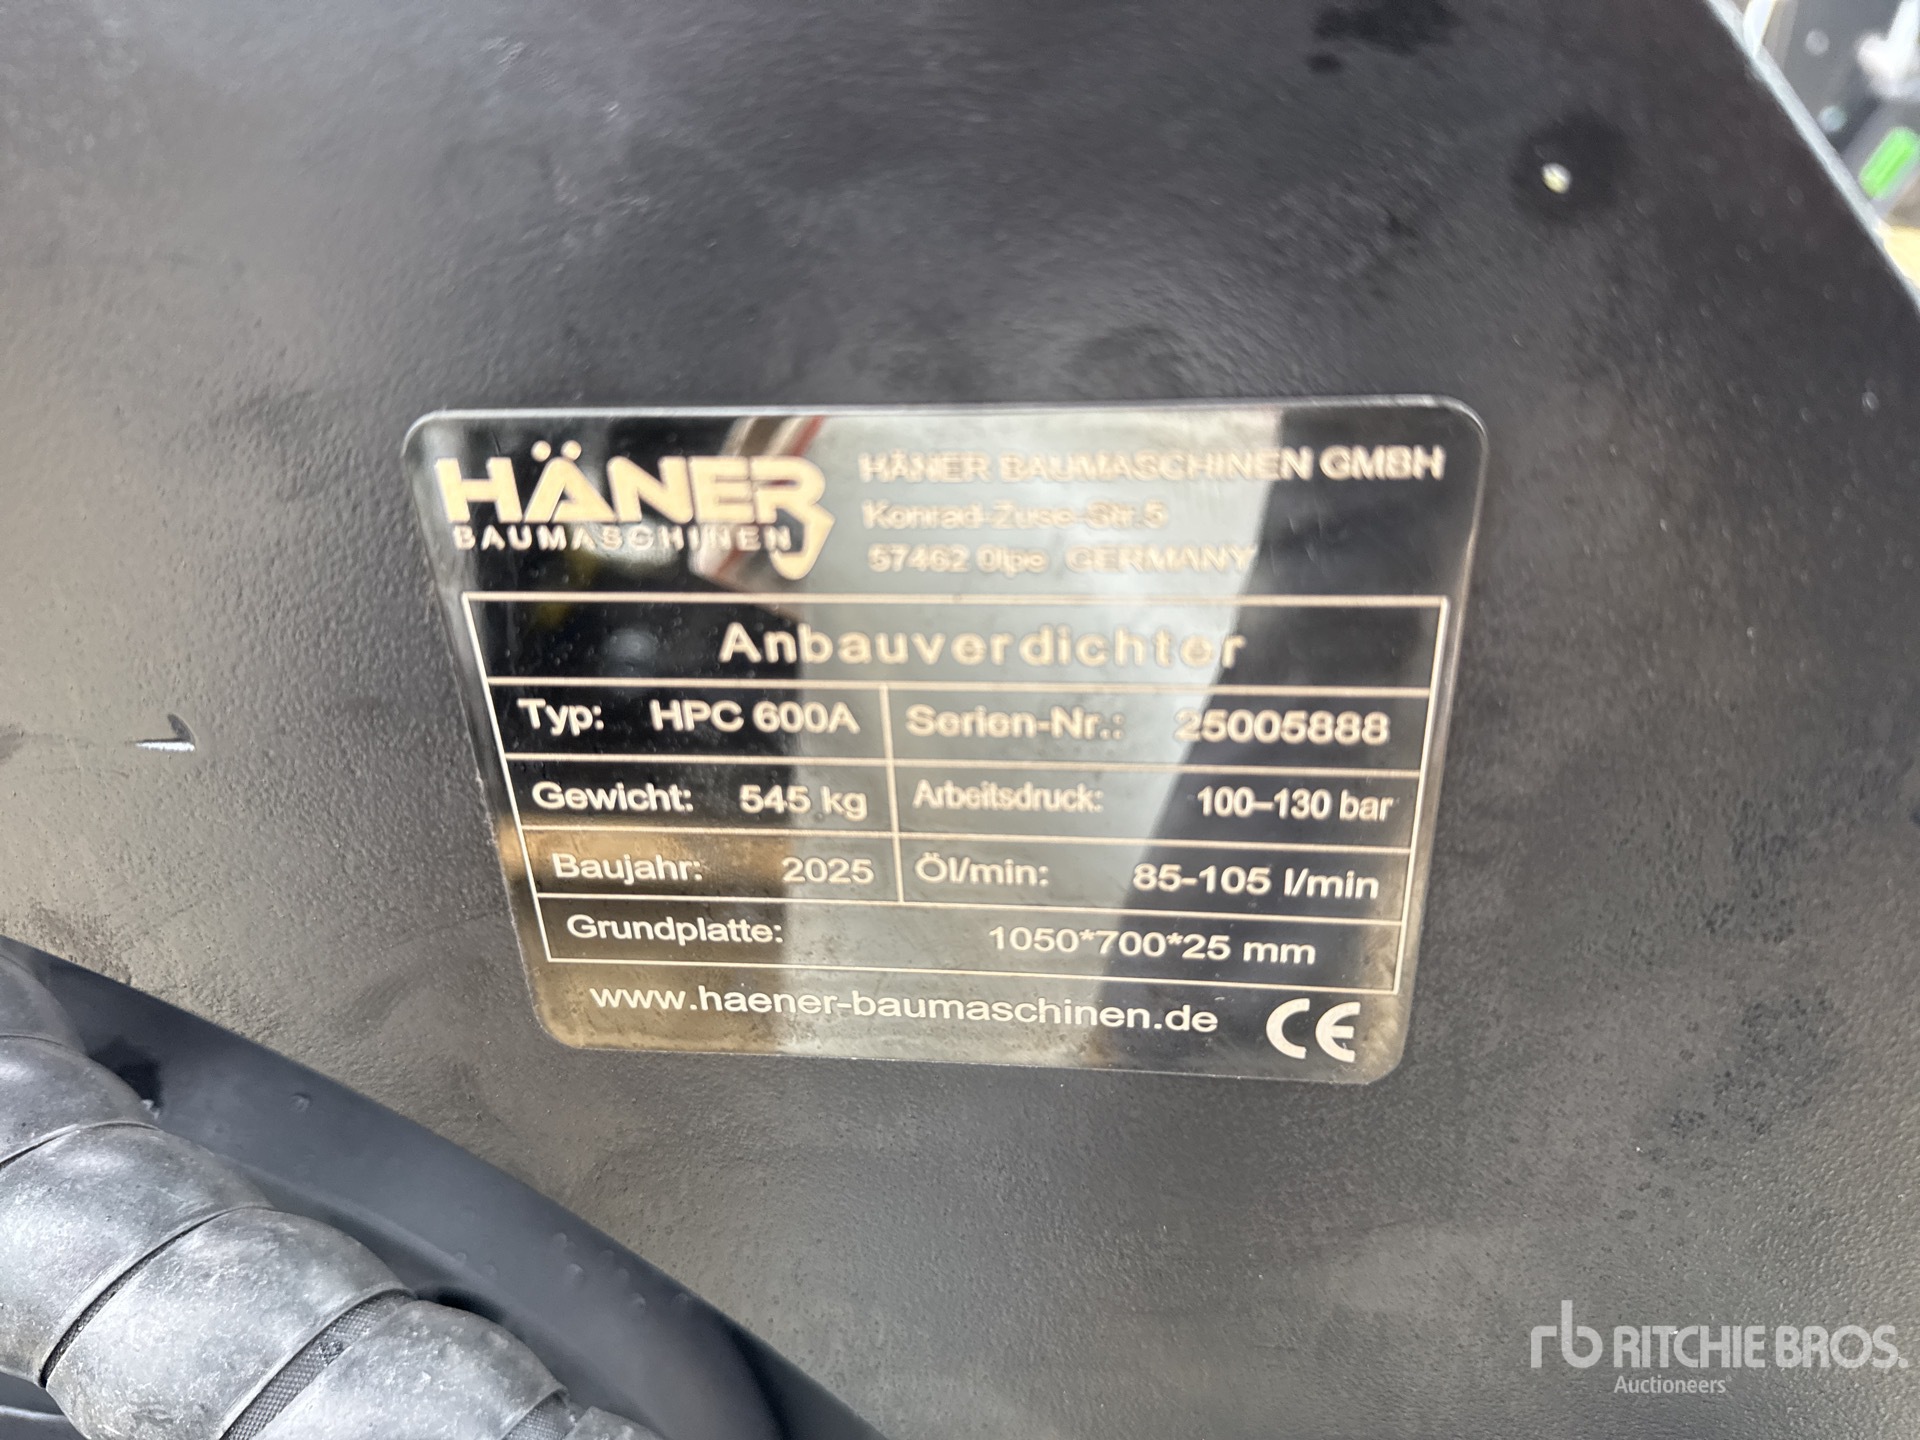 HÄNER
BAUMASCHINEN
HÄNER BAUMASCHINEN GMBH
Konrad-Zuse-Str.5
57462 Olpe GERMANY
Anbauverdichter
Typ: HPC 600A Serien-Nr.: 25005888
Gewicht: 545 kg Arbeitsdruck: 100–130 bar
Baujahr: 2025 Öl/min: 85-105 l/min
Grundplatte: 1050*700*25 mm
www.haener-baumaschinen.de CE
rb RITCHIE BROS.
Auctioneers